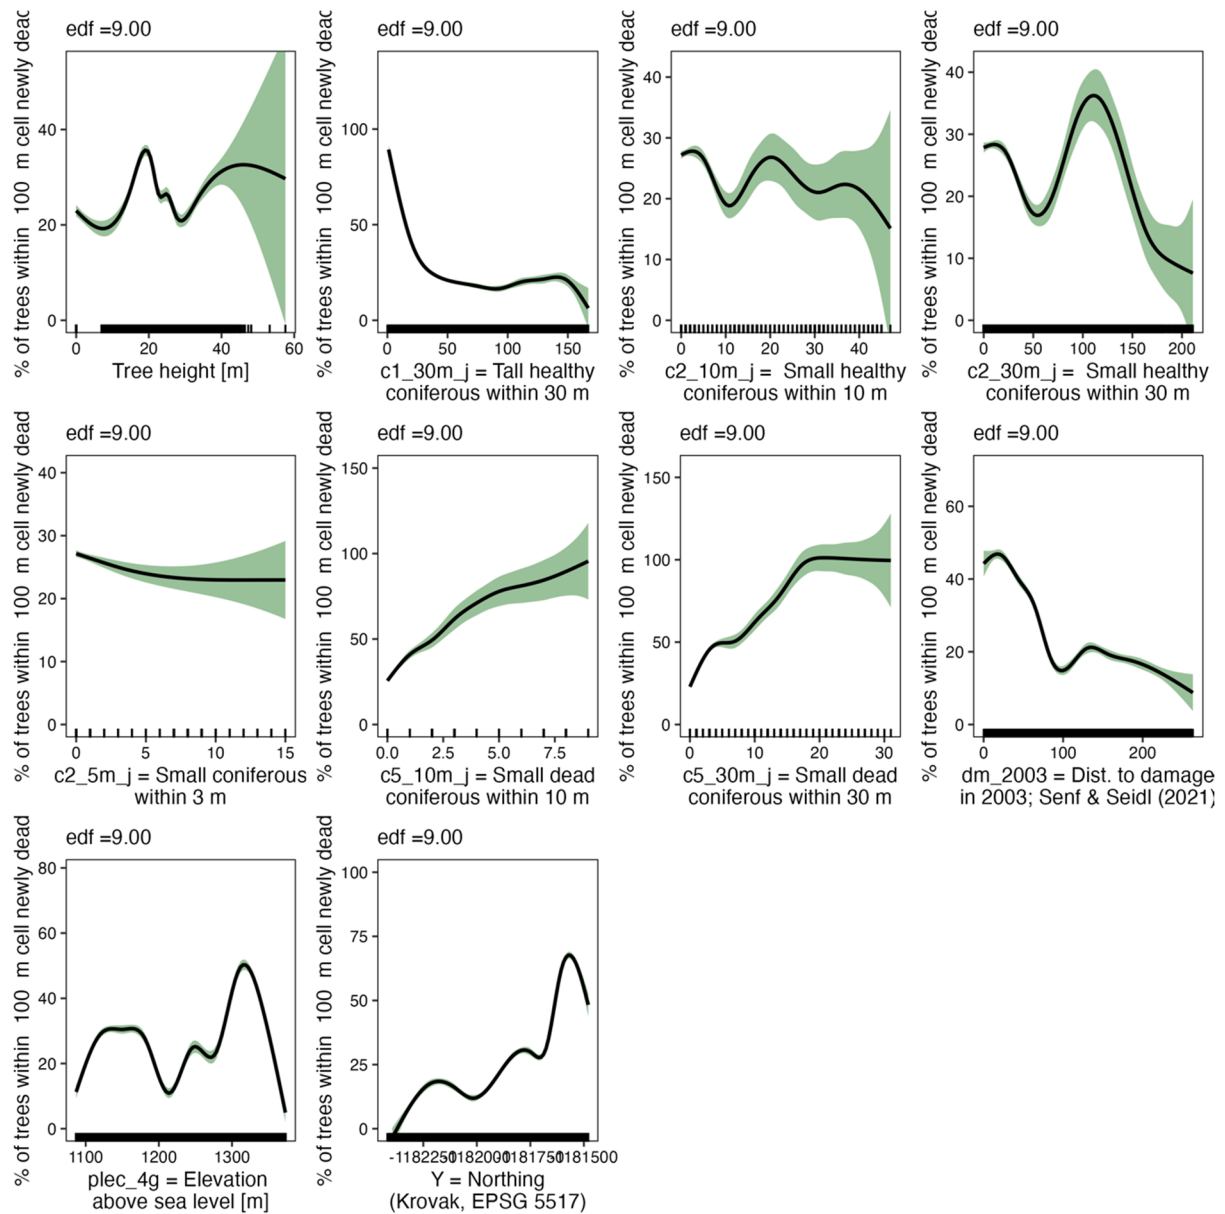 edf =9.00
% of trees within 100 m cell newly dead
40
20
0
0 20 40 60
Tree height [m]
edf =9.00
% of trees within 100 m cell newly dead
100
50
0
0 50 100 150
c1_30m_j = Tall healthy
coniferous within 30 m
edf =9.00
% of trees within 100 m cell newly dead
40
30
20
10
0
0 10 20 30 40
c2_10m_j = Small healthy
coniferous within 10 m
edf =9.00
% of trees within 100 m cell newly dead
40
30
20
10
0
0 50 100 150 200
c2_30m_j = Small healthy
coniferous within 30 m
edf =9.00
% of trees within 100 m cell newly dead
40
30
20
10
0
0 5 10 15
c2_5m_j = Small coniferous
within 3 m
edf =9.00
% of trees within 100 m cell newly dead
150
100
50
0
0.0 2.5 5.0 7.5
c5_10m_j = Small dead
coniferous within 10 m
edf =9.00
% of trees within 100 m cell newly dead
150
100
50
0
0 10 20 30
c5_30m_j = Small dead
coniferous within 30 m
edf =9.00
% of trees within 100 m cell newly dead
60
40
20
0
0 100 200
dm_2003 = Dist. to damage
in 2003; Senf & Seidl (2021)
edf =9.00
% of trees within 100 m cell newly dead
80
60
40
20
0
1100 1200 1300
plec_4g = Elevation
above sea level [m]
edf =9.00
% of trees within 100 m cell newly dead
100
75
50
25
0
-1182250 -1182000 -1181750 -1181500
Y = Northing
(Krovak, EPSG 5517)